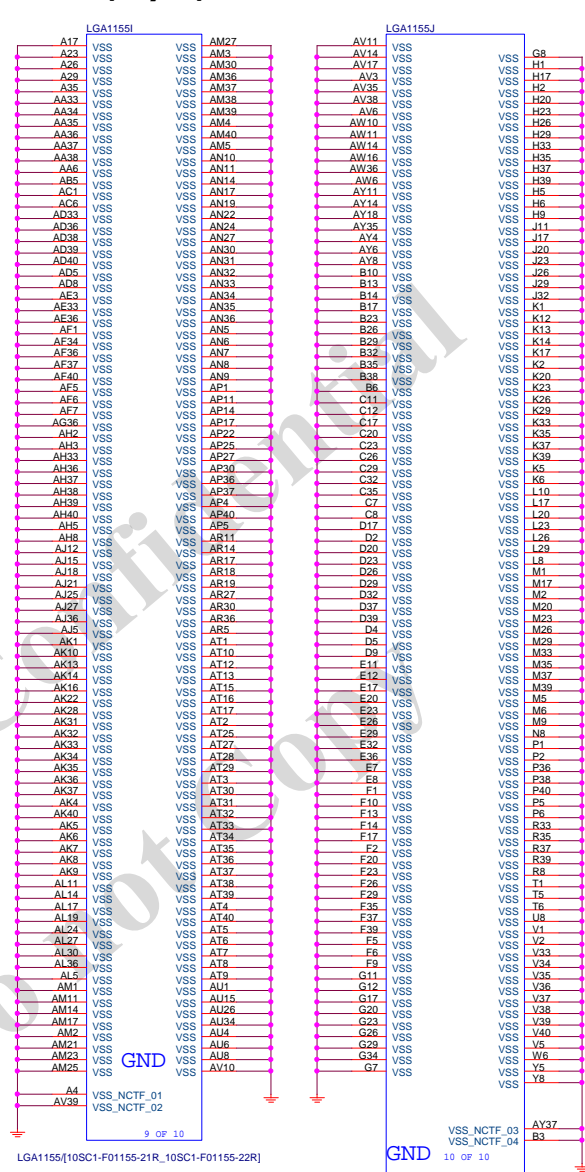 LGA1155I
A17 VSS VSS AM27
A23 VSS VSS AM3
A26 VSS VSS AM30
A29 VSS VSS AM36
A35 VSS VSS AM37
AA33 VSS VSS AM38
AA34 VSS VSS AM39
AA35 VSS VSS AM4
AA36 VSS VSS AM40
AA37 VSS VSS AM5
AA38 VSS VSS AN10
AA6 VSS VSS AN11
AB5 VSS VSS AN14
AC1 VSS VSS AN17
AC6 VSS VSS AN19
AD33 VSS VSS AN22
AD36 VSS VSS AN24
AD38 VSS VSS AN27
AD39 VSS VSS AN30
AD40 VSS VSS AN31
AD5 VSS VSS AN32
AD8 VSS VSS AN33
AE3 VSS VSS AN34
AE33 VSS VSS AN35
AE36 VSS VSS AN36
AF1 VSS VSS AN5
AF34 VSS VSS AN6
AF36 VSS VSS AN7
AF37 VSS VSS AN8
AF40 VSS VSS AN9
AF5 VSS VSS AP1
AF6 VSS VSS AP11
AF7 VSS VSS AP14
AG36 VSS VSS AP17
AH2 VSS VSS AP22
AH3 VSS VSS AP25
AH33 VSS VSS AP27
AH36 VSS VSS AP30
AH37 VSS VSS AP36
AH38 VSS VSS AP37
AH39 VSS VSS AP4
AH40 VSS VSS AP40
AH5 VSS VSS AP5
AH8 VSS VSS AR11
AJ12 VSS VSS AR14
AJ15 VSS VSS AR17
AJ18 VSS VSS AR18
AJ21 VSS VSS AR19
AJ25 VSS VSS AR27
AJ27 VSS VSS AR30
AJ36 VSS VSS AR36
AJ5 VSS VSS AR5
AK1 VSS VSS AT1
AK10 VSS VSS AT10
AK13 VSS VSS AT12
AK14 VSS VSS AT13
AK16 VSS VSS AT15
AK22 VSS VSS AT16
AK28 VSS VSS AT17
AK31 VSS VSS AT2
AK32 VSS VSS AT25
AK33 VSS VSS AT27
AK34 VSS VSS AT28
AK35 VSS VSS AT29
AK36 VSS VSS AT3
AK37 VSS VSS AT30
AK4 VSS VSS AT31
AK40 VSS VSS AT32
AK5 VSS VSS AT33
AK6 VSS VSS AT34
AK7 VSS VSS AT35
AK8 VSS VSS AT36
AK9 VSS VSS AT37
AL11 VSS VSS AT38
AL14 VSS VSS AT39
AL17 VSS VSS AT4
AL19 VSS VSS AT40
AL24 VSS VSS AT5
AL27 VSS VSS AT6
AL30 VSS VSS AT7
AL36 VSS VSS AT8
AL5 VSS VSS AT9
AM1 VSS VSS AU1
AM11 VSS VSS AU15
AM14 VSS VSS AU26
AM17 VSS VSS AU34
AM2 VSS VSS AU4
AM21 VSS VSS AU6
AM23 VSS VSS AU8
AM25 VSS VSS AV10
GND
A4 VSS_NCTF_01
AV39 VSS_NCTF_02
9 OF 10
LGA1155/[10SC1-F01155-21R_10SC1-F01155-22R]
LGA1155J
AV11 VSS
AV14 VSS VSS G8
AV17 VSS VSS H1
AV3 VSS VSS H17
AV35 VSS VSS H2
AV38 VSS VSS H20
AV6 VSS VSS H23
AW10 VSS VSS H26
AW11 VSS VSS H29
AW14 VSS VSS H33
AW16 VSS VSS H35
AW36 VSS VSS H37
AW6 VSS VSS H39
AY11 VSS VSS H5
AY14 VSS VSS H6
AY18 VSS VSS H9
AY35 VSS VSS J11
AY4 VSS VSS J17
AY6 VSS VSS J20
AY8 VSS VSS J23
B10 VSS VSS J26
B13 VSS VSS J29
B14 VSS VSS J32
B17 VSS VSS K1
B23 VSS VSS K12
B26 VSS VSS K13
B29 VSS VSS K14
B32 VSS VSS K17
B35 VSS VSS K2
B38 VSS VSS K20
B6 VSS VSS K23
C11 VSS VSS K26
C12 VSS VSS K29
C17 VSS VSS K33
C20 VSS VSS K35
C23 VSS VSS K37
C26 VSS VSS K39
C29 VSS VSS K5
C32 VSS VSS K6
C35 VSS VSS L10
C7 VSS VSS L17
C8 VSS VSS L20
D17 VSS VSS L23
D2 VSS VSS L26
D20 VSS VSS L29
D23 VSS VSS L8
D26 VSS VSS M1
D29 VSS VSS M17
D32 VSS VSS M2
D37 VSS VSS M20
D39 VSS VSS M23
D4 VSS VSS M26
D5 VSS VSS M29
D9 VSS VSS M33
E11 VSS VSS M35
E12 VSS VSS M37
E17 VSS VSS M39
E20 VSS VSS M5
E23 VSS VSS M6
E26 VSS VSS M9
E29 VSS VSS N8
E32 VSS VSS P1
E36 VSS VSS P2
E7 VSS VSS P36
E8 VSS VSS P38
F1 VSS VSS P40
F10 VSS VSS P5
F13 VSS VSS P6
F14 VSS VSS R33
F17 VSS VSS R35
F2 VSS VSS R37
F20 VSS VSS R39
F23 VSS VSS R8
F26 VSS VSS T1
F29 VSS VSS T5
F35 VSS VSS T6
F37 VSS VSS U8
F39 VSS VSS V1
F5 VSS VSS V2
F6 VSS VSS V33
F9 VSS VSS V34
G11 VSS VSS V35
G12 VSS VSS V36
G17 VSS VSS V37
G20 VSS VSS V38
G23 VSS VSS V39
G26 VSS VSS V40
G29 VSS VSS V5
G34 VSS VSS W6
G7 VSS VSS Y5
VSS Y8
VSS_NCTF_03 AY37
VSS_NCTF_04 B3
GND 10 OF 10
Confidential
o not Copy